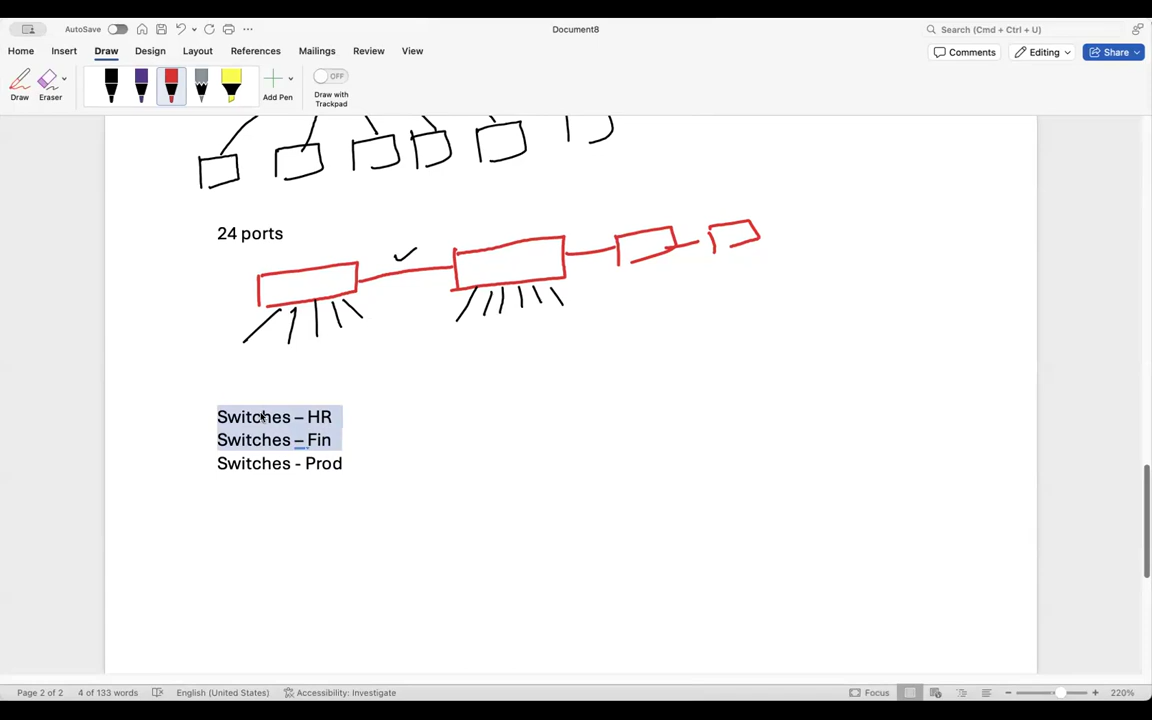 AutoSave
Document8
Search (Cmd + Ctrl + U)
Home Insert Draw Design Layout References Mailings Review View
Comments Editing Share
Draw Eraser Add Pen OFF Draw with Trackpad
24 ports
Switches – HR
Switches – Fin
Switches - Prod
Page 2 of 2 4 of 133 words English (United States) Accessibility: Investigate Focus 220%